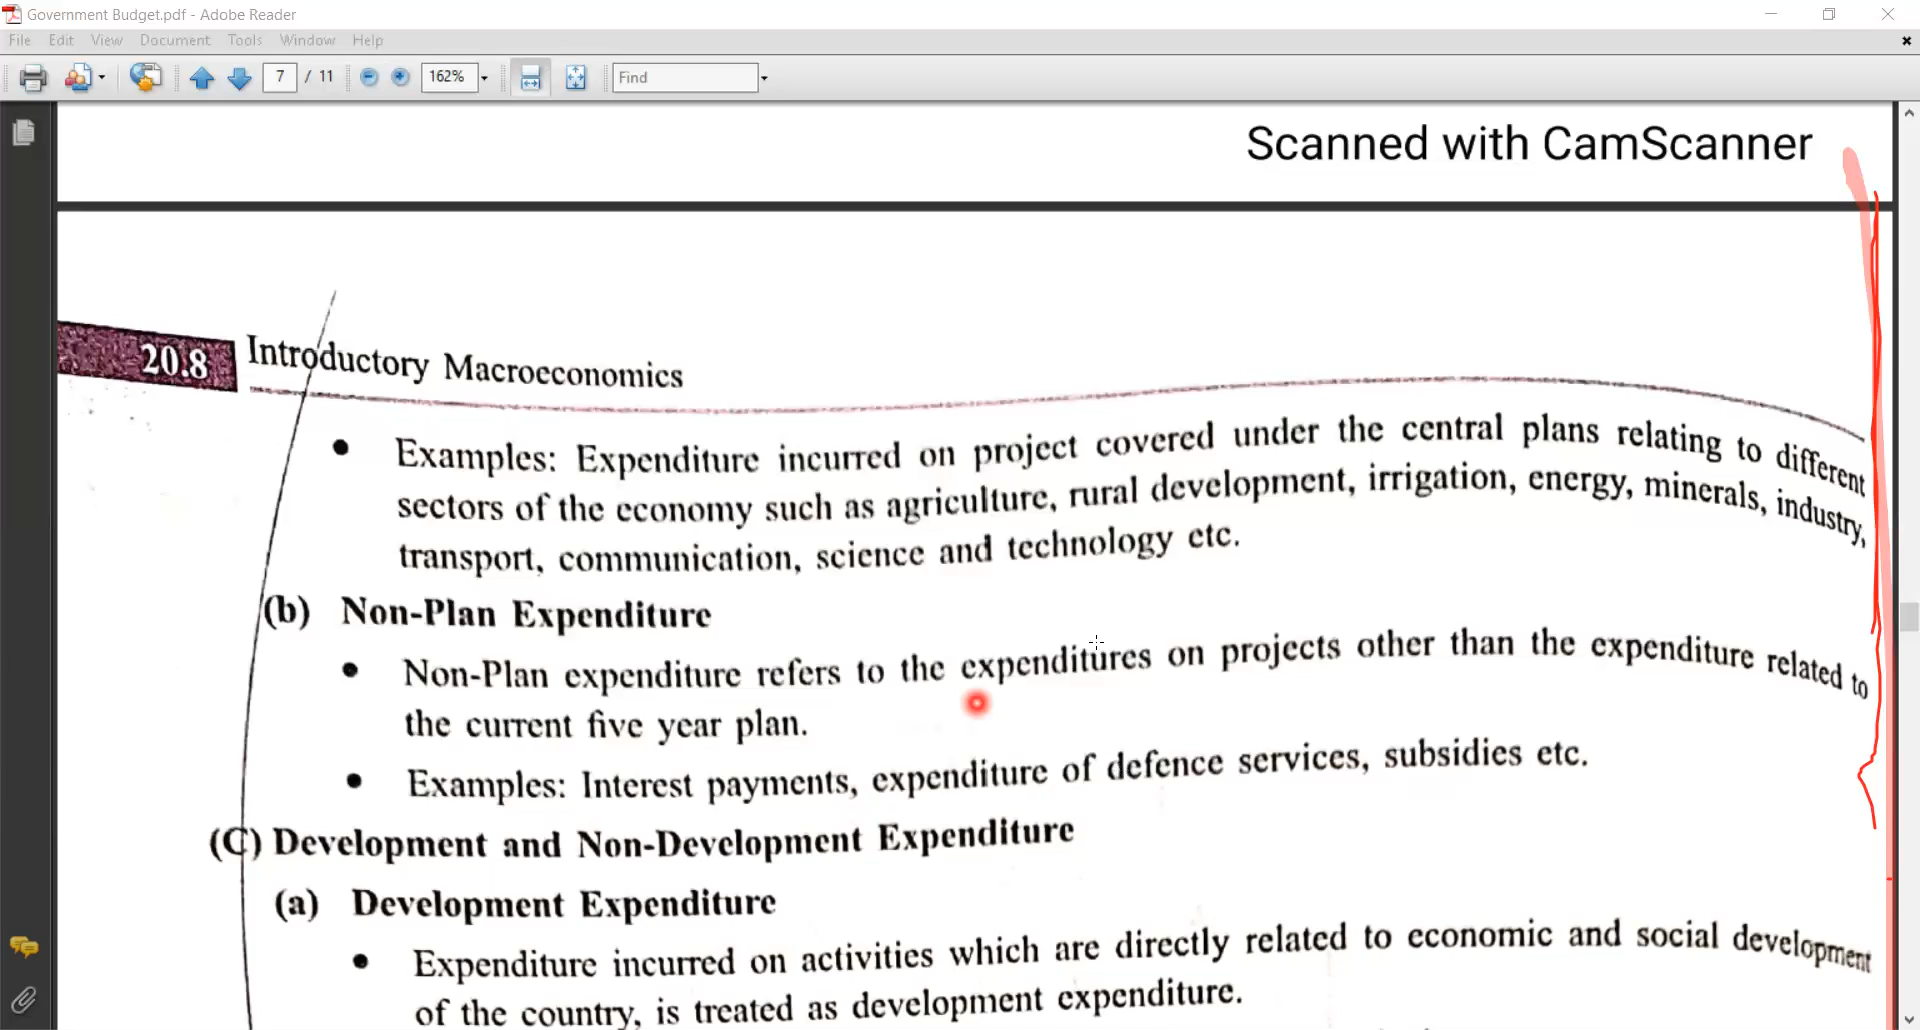 Government Budget.pdf - Adobe Reader
File Edit View Document Tools Window Help
7 / 11 162% Find
Scanned with CamScanner
20.8 Introductory Macroeconomics
• Examples: Expenditure incurred on project covered under the central plans relating to different
sectors of the economy such as agriculture, rural development, irrigation, energy, minerals, industry,
transport, communication, science and technology etc.
(b) Non-Plan Expenditure
• Non-Plan expenditure refers to the expenditures on projects other than the expenditure related to
the current five year plan.
• Examples: Interest payments, expenditure of defence services, subsidies etc.
(C) Development and Non-Development Expenditure
(a) Development Expenditure
• Expenditure incurred on activities which are directly related to economic and social development
of the country, is treated as development expenditure.